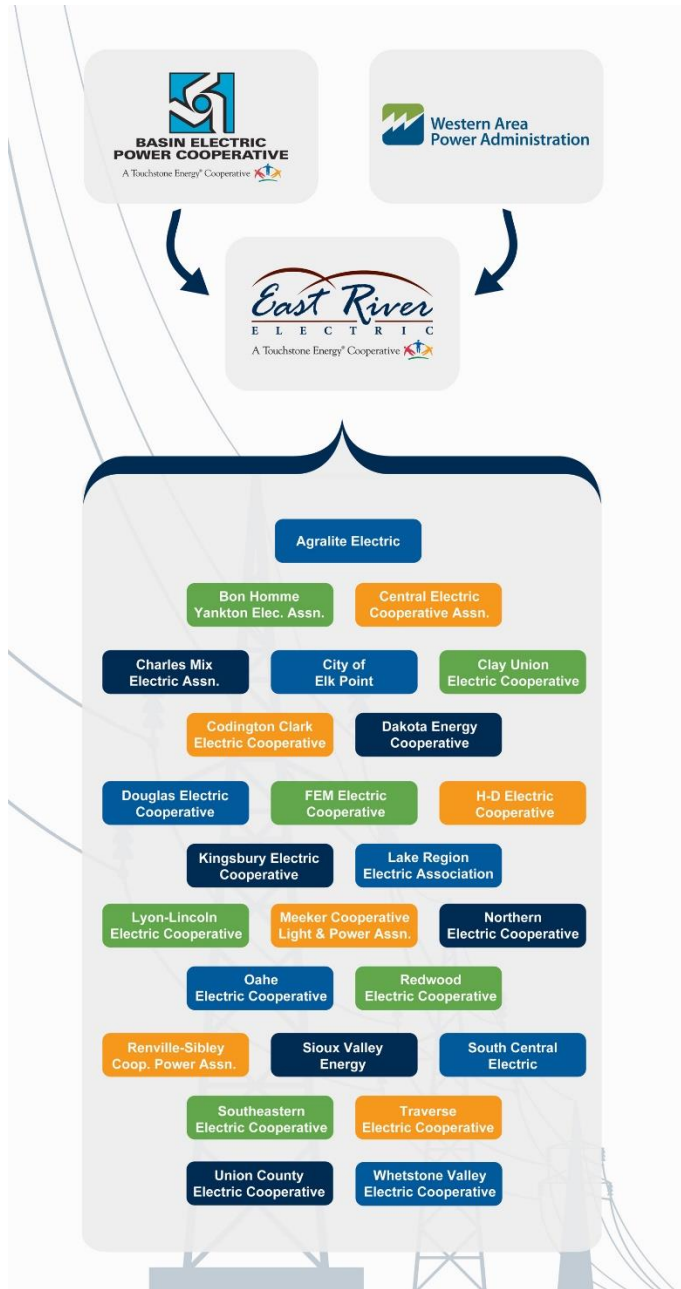 BASIN ELECTRIC
POWER COOPERATIVE
A Touchstone Energy® Cooperative
Western Area
Power Administration
East River
ELECTRIC
A Touchstone Energy® Cooperative
Agralite Electric
Bon Homme
Yankton Elec. Assn.
Central Electric
Cooperative Assn.
Charles Mix
Electric Assn.
City of
Elk Point
Clay Union
Electric Cooperative
Codington Clark
Electric Cooperative
Dakota Energy
Cooperative
Douglas Electric
Cooperative
FEM Electric
Cooperative
H-D Electric
Cooperative
Kingsbury Electric
Cooperative
Lake Region
Electric Association
Lyon-Lincoln
Electric Cooperative
Meeker Cooperative
Light & Power Assn.
Northern
Electric Cooperative
Oahe
Electric Cooperative
Redwood
Electric Cooperative
Renville-Sibley
Coop. Power Assn.
Sioux Valley
Energy
South Central
Electric
Southeastern
Electric Cooperative
Traverse
Electric Cooperative
Union County
Electric Cooperative
Whetstone Valley
Electric Cooperative